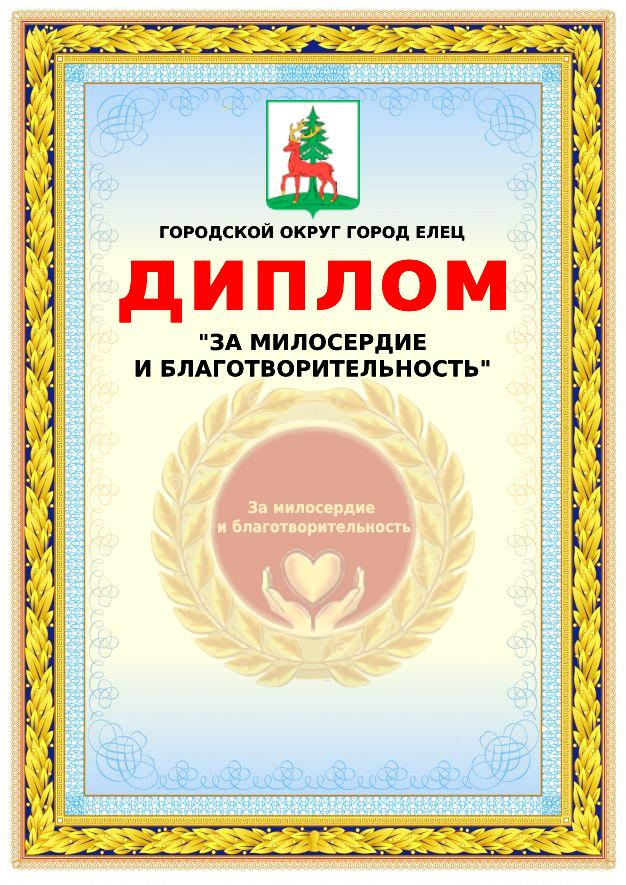 ГОРОДСКОЙ ОКРУГ ГОРОД ЕЛЕЦ
ДИПЛОМ
"ЗА МИЛОСЕРДИЕ
И БЛАГОТВОРИТЕЛЬНОСТЬ"
За милосердие
и благотворительность